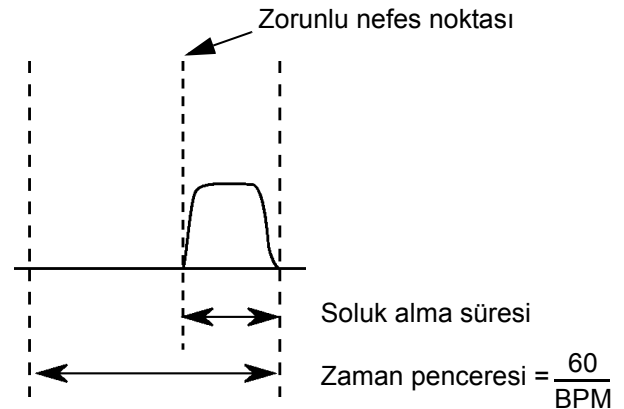 Zorunlu nefes noktası
Soluk alma süresi
Zaman penceresi = 60
BPM